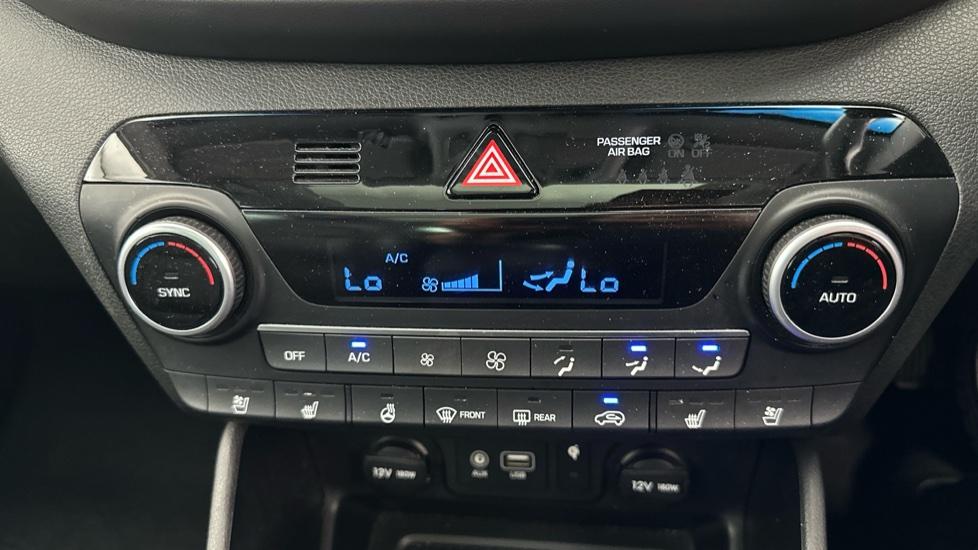 PASSENGER
AIR BAG ON OFF
A/C
Lo Lo
SYNC
AUTO
OFF A/C
FRONT REAR
12V 180W AUX USB 12V 180W